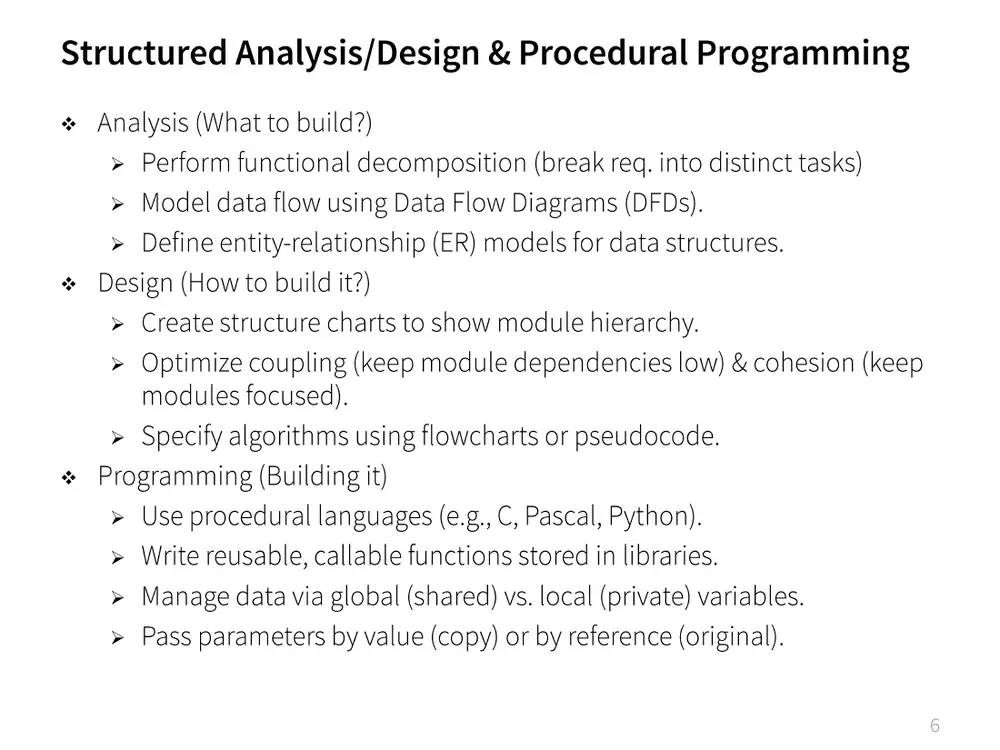 Structured Analysis/Design & Procedural Programming
❖ Analysis (What to build?)
➢ Perform functional decomposition (break req. into distinct tasks)
➢ Model data flow using Data Flow Diagrams (DFDs).
➢ Define entity-relationship (ER) models for data structures.
❖ Design (How to build it?)
➢ Create structure charts to show module hierarchy.
➢ Optimize coupling (keep module dependencies low) & cohesion (keep
modules focused).
➢ Specify algorithms using flowcharts or pseudocode.
❖ Programming (Building it)
➢ Use procedural languages (e.g., C, Pascal, Python).
➢ Write reusable, callable functions stored in libraries.
➢ Manage data via global (shared) vs. local (private) variables.
➢ Pass parameters by value (copy) or by reference (original).
6